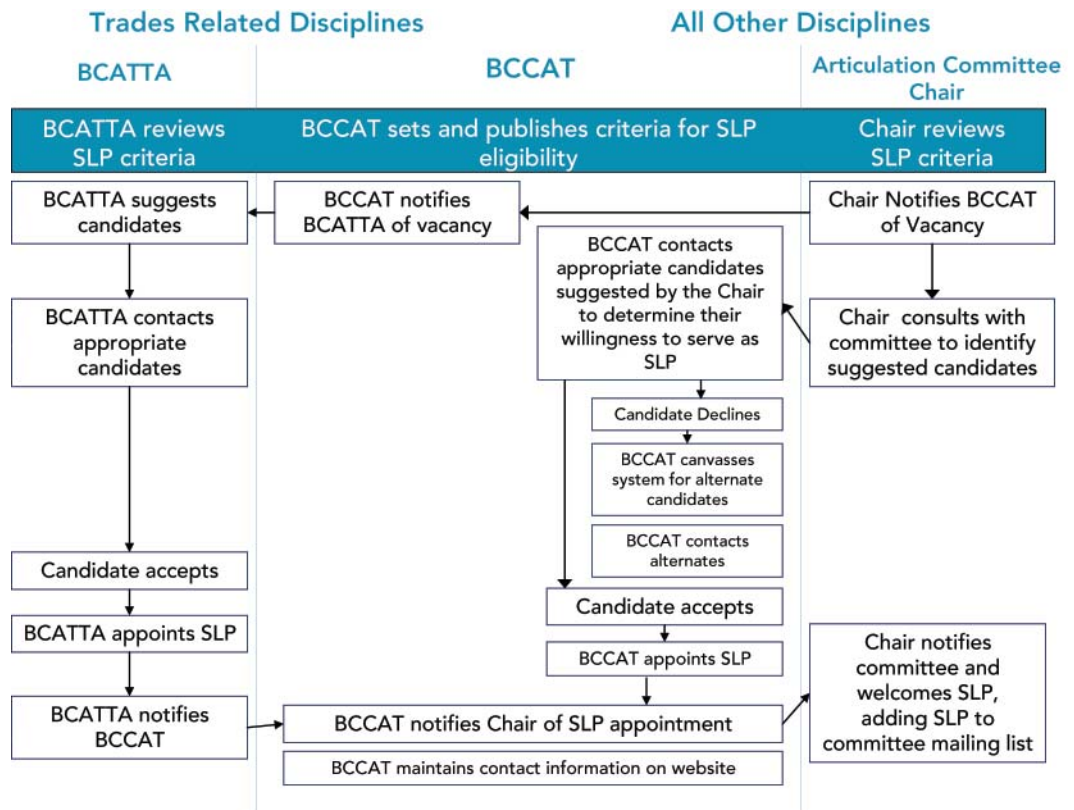 Trades Related Disciplines
All Other Disciplines
BCATTA
BCCAT
Articulation Committee
Chair
BCATTA reviews
SLP criteria
BCCAT sets and publishes criteria for SLP
eligibility
Chair reviews
SLP criteria
BCATTA suggests
candidates
BCCAT notifies
BCATTA of vacancy
Chair Notifies BCCAT
of Vacancy
BCCAT contacts
appropriate candidates
suggested by the Chair
to determine their
willingness to serve as
SLP
BCATTA contacts
appropriate
candidates
Chair consults with
committee to identify
suggested candidates
Candidate Declines
BCCAT canvasses
system for alternate
candidates
BCCAT contacts
alternates
Candidate accepts
Candidate accepts
BCATTA appoints SLP
BCCAT appoints SLP
Chair notifies
committee and
welcomes SLP,
adding SLP to
committee mailing list
BCATTA notifies
BCCAT
BCCAT notifies Chair of SLP appointment
BCCAT maintains contact information on website